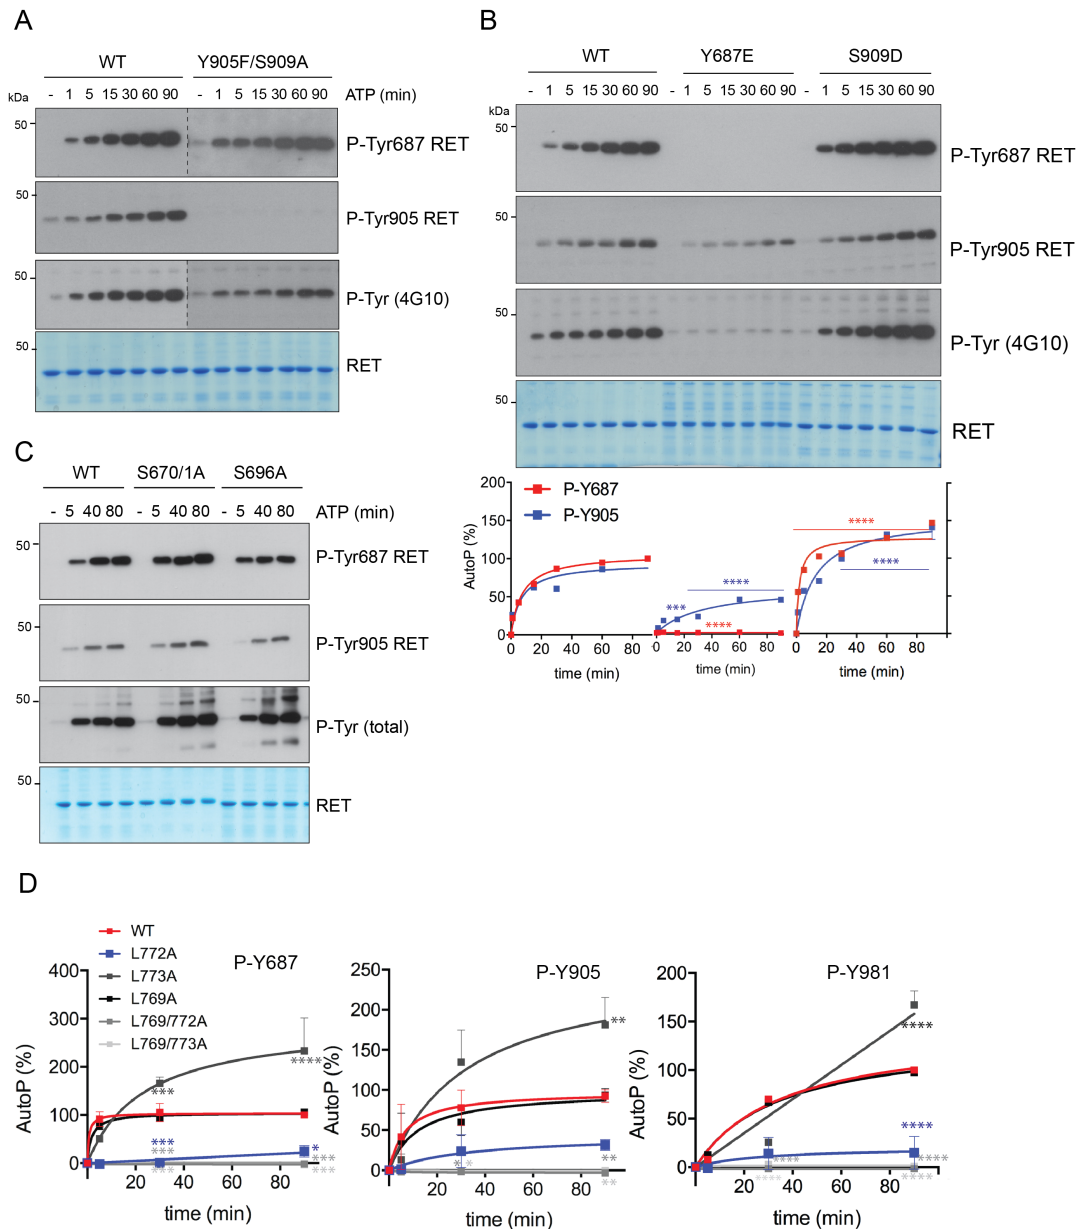 A
WT Y905F/S909A
kDa - 1 5 15 30 60 90 - 1 5 15 30 60 90 ATP (min)
50 P-Tyr687 RET
50 P-Tyr905 RET
50 P-Tyr (4G10)
50 RET
B
WT Y687E S909D
- 1 5 15 30 60 90 - 1 5 15 30 60 90 - 1 5 15 30 60 90
kDa
50 P-Tyr687 RET
50 P-Tyr905 RET
50 P-Tyr (4G10)
50 RET
200
150
100
50
0
AutoP (%)
P-Y687
P-Y905
*** **** ****
**** ****
0 20 40 60 80 0 20 40 60 80 0 20 40 60 80
time (min) time (min) time (min)
C
WT S670/1A S696A
- 5 40 80 - 5 40 80 - 5 40 80 ATP (min)
50 P-Tyr687 RET
50 P-Tyr905 RET
50 P-Tyr (total)
50 RET
D
WT
L772A
L773A
L769A
L769/772A
L769/773A
P-Y687
400
300
200
100
0
AutoP (%)
***
****
***
***
***
*
***
***
20 40 60 80
time (min)
P-Y905
250
200
150
100
50
0
AutoP (%)
**
**
**
20 40 60 80
time (min)
P-Y981
200
150
100
50
0
AutoP (%)
****
****
****
****
****
****
20 40 60 80
time (min)